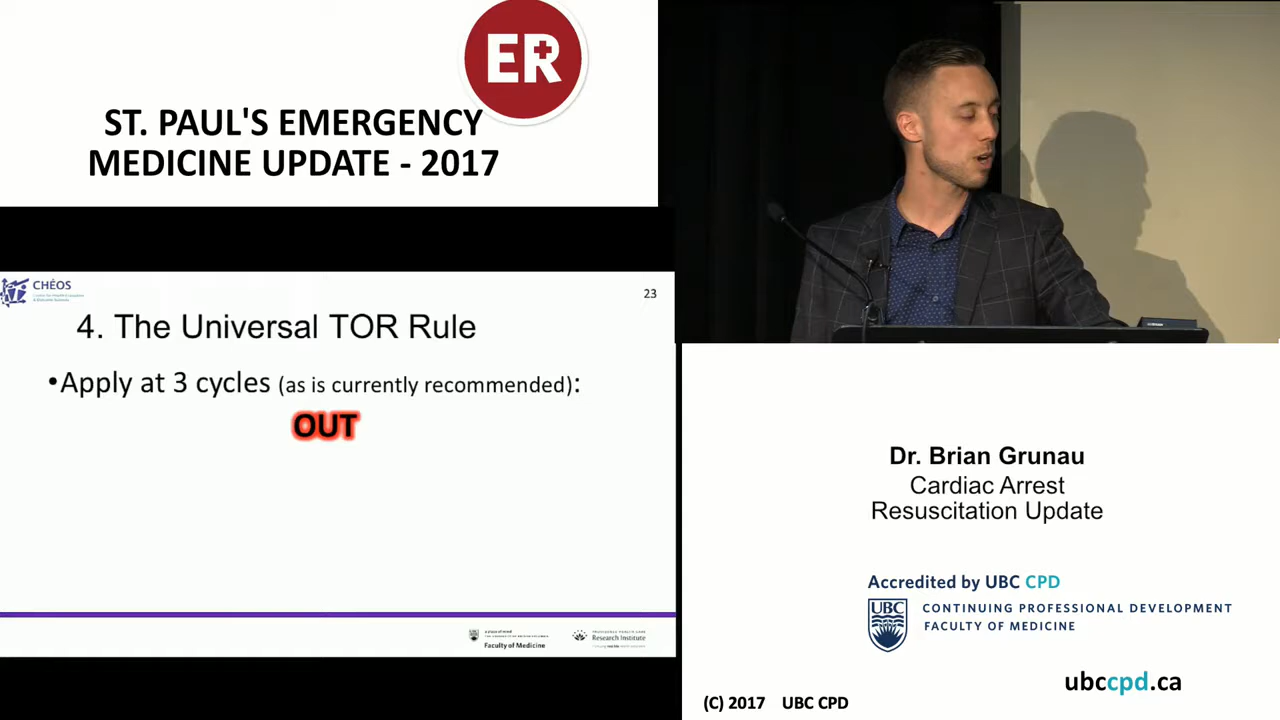 ER
ST. PAUL'S EMERGENCY
MEDICINE UPDATE - 2017
CHÉOS
23
4. The Universal TOR Rule
•Apply at 3 cycles (as is currently recommended):
OUT
Faculty of Medicine
Research Institute
Dr. Brian Grunau
Cardiac Arrest
Resuscitation Update
Accredited by UBC CPD
UBC
CONTINUING PROFESSIONAL DEVELOPMENT
FACULTY OF MEDICINE
ubccpd.ca
(C) 2017 UBC CPD